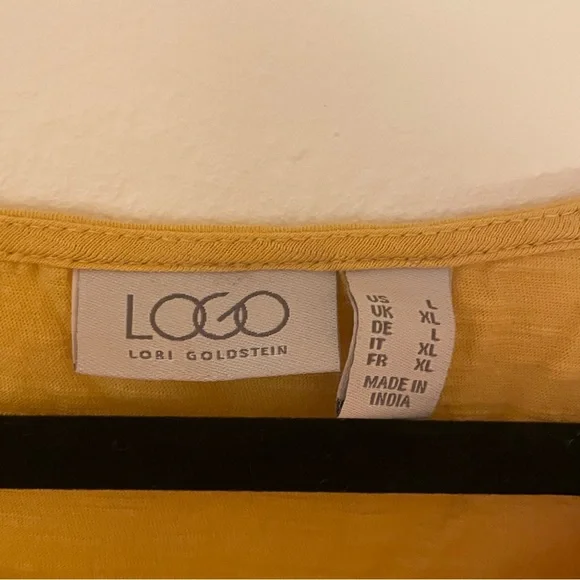 LOGO
LORI GOLDSTEIN
US L
UK XL
DE L
IT XL
FR XL
MADE IN
INDIA